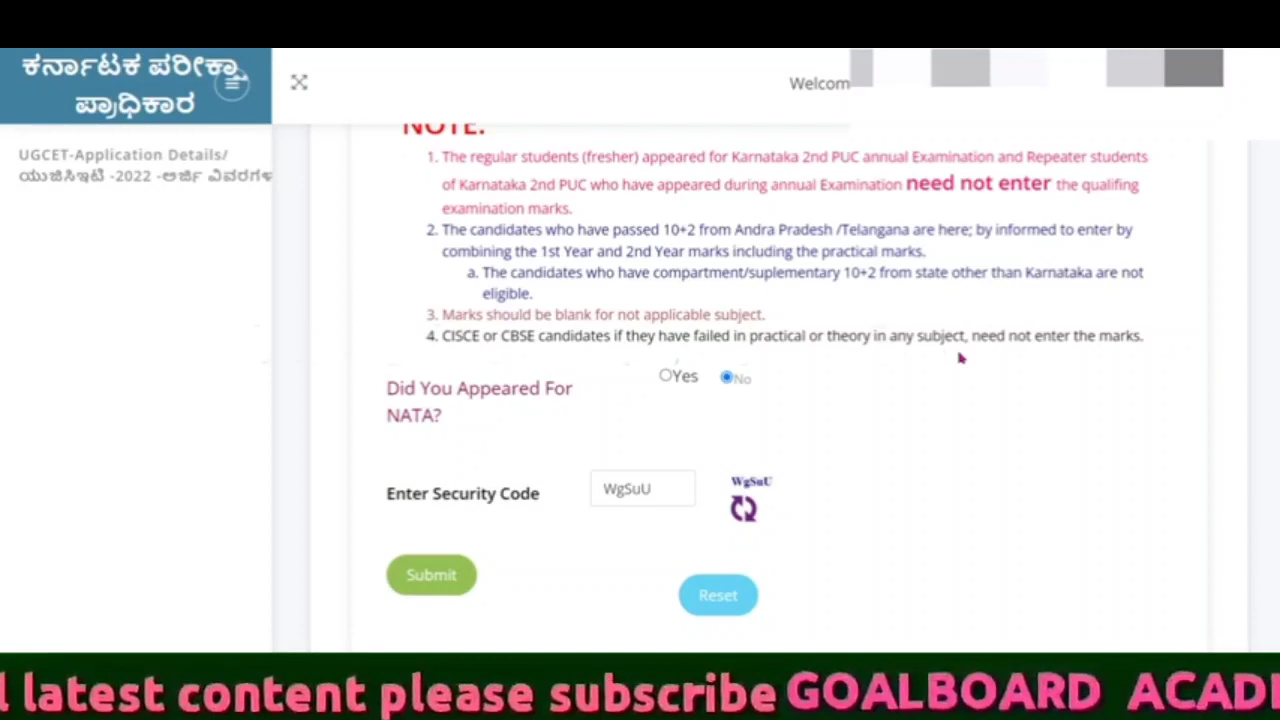 ಕರ್ನಾಟಕ ಪರೀಕ್ಷಾ
ಪ್ರಾಧಿಕಾರ
Welcom
UGCET-Application Details/
ಯುಜಿಸಿಇಟಿ -2022 -ಅರ್ಜಿ ವಿವರಗಳ
NOTE:
1. The regular students (fresher) appeared for Karnataka 2nd PUC annual Examination and Repeater students
of Karnataka 2nd PUC who have appeared during annual Examination need not enter the qualifing
examination marks.
2. The candidates who have passed 10+2 from Andra Pradesh /Telangana are here; by informed to enter by
combining the 1st Year and 2nd Year marks including the practical marks.
a. The candidates who have compartment/suplementary 10+2 from state other than Karnataka are not
eligible.
3. Marks should be blank for not applicable subject.
4. CISCE or CBSE candidates if they have failed in practical or theory in any subject, need not enter the marks.
Did You Appeared For
NATA?
Yes No
Enter Security Code
WgSuU
WgSuU
Submit
Reset
l latest content please subscribe GOALBOARD ACAD